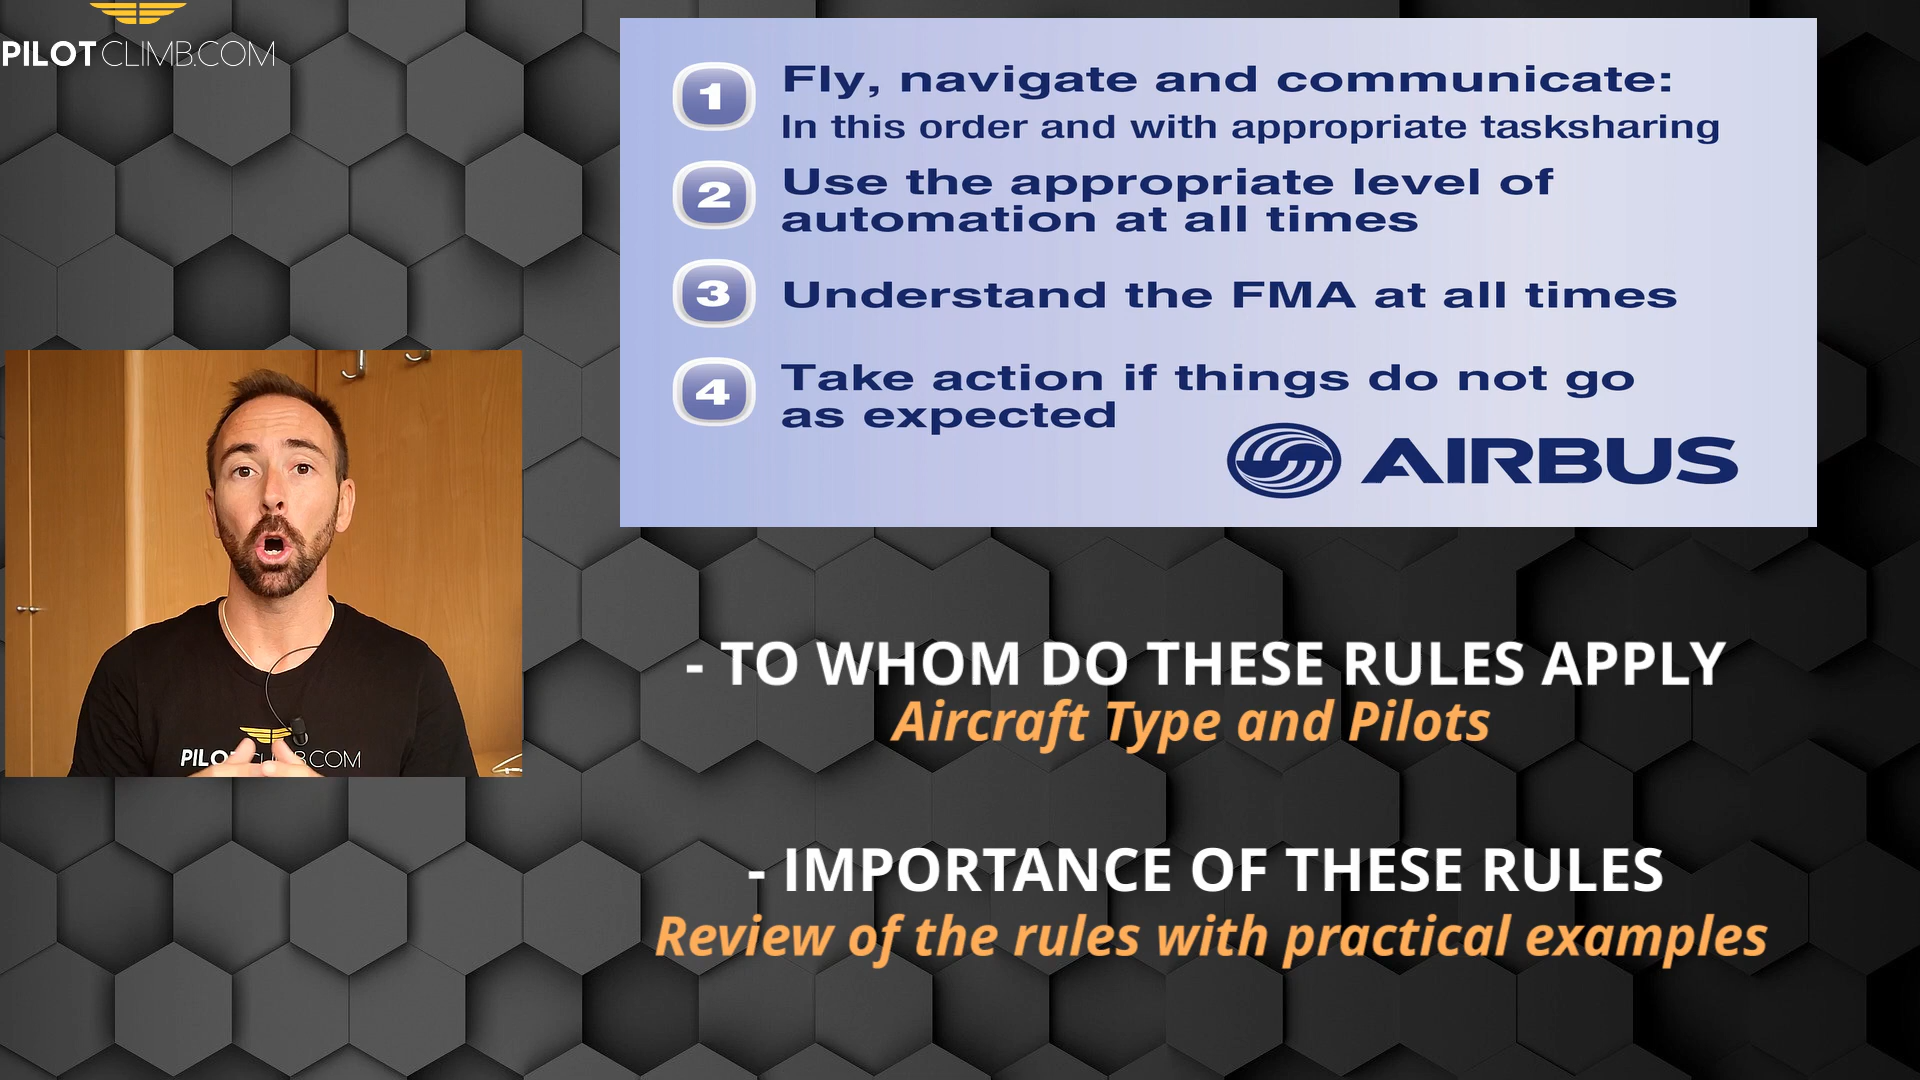 PILOTCLIMB.COM
1 Fly, navigate and communicate:
In this order and with appropriate tasksharing
2 Use the appropriate level of
automation at all times
3 Understand the FMA at all times
4 Take action if things do not go
as expected
AIRBUS
PILOTCLIMB.COM
- TO WHOM DO THESE RULES APPLY
Aircraft Type and Pilots
- IMPORTANCE OF THESE RULES
Review of the rules with practical examples